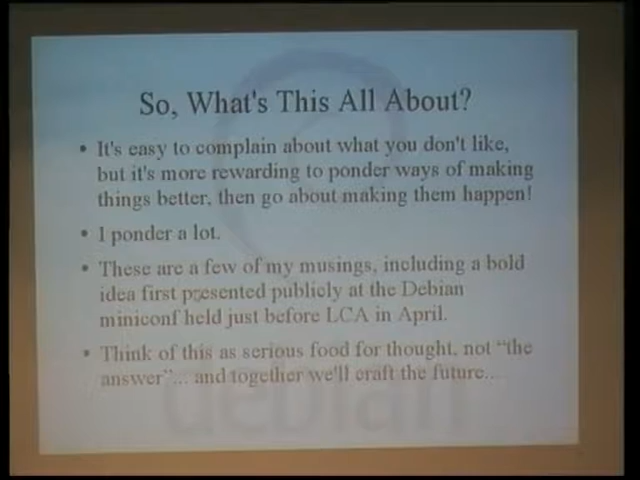 So, What's This All About?
• It's easy to complain about what you don't like,
but it's more rewarding to ponder ways of making
things better, then go about making them happen!
• I ponder a lot.
• These are a few of my musings, including a bold
idea first presented publicly at the Debian
miniconf held just before LCA in April.
• Think of this as serious food for thought, not “the
answer”... and together we'll craft the future..
debian